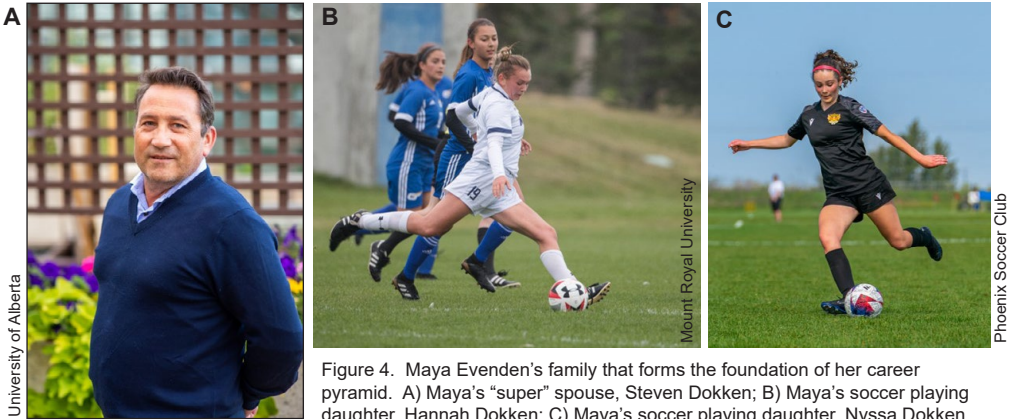 A
B
C
19
University of Alberta
Mount Royal University
Phoenix Soccer Club
Figure 4. Maya Evenden’s family that forms the foundation of her career
pyramid. A) Maya’s “super” spouse, Steven Dokken; B) Maya’s soccer playing
daughter, Hannah Dokken; C) Maya’s soccer playing daughter, Nyssa Dokken